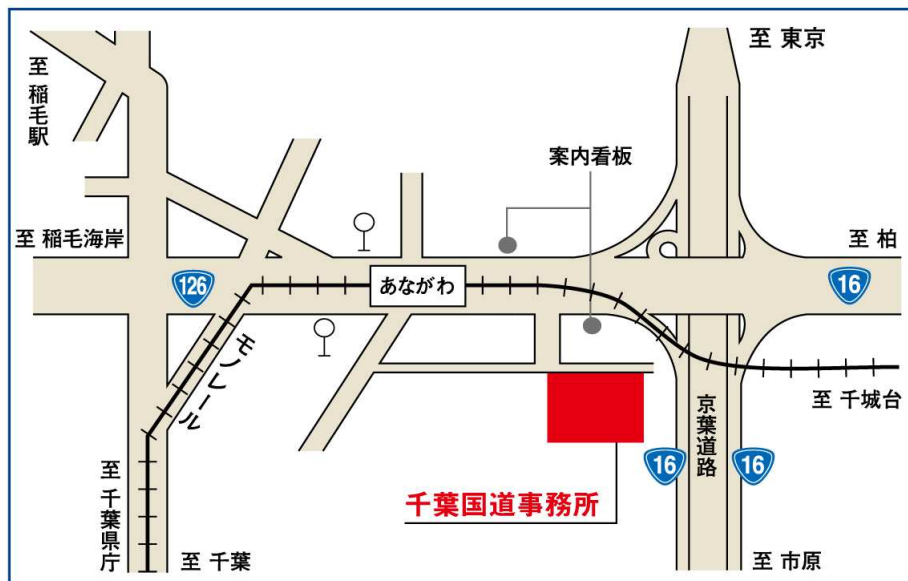 至 東京
至 稲毛駅
案内看板
至 稲毛海岸
至 柏
126
あながわ
16
モノレール
至 千城台
京葉道路
16
16
千葉国道事務所
至 千葉県庁
至 千葉
至 市原